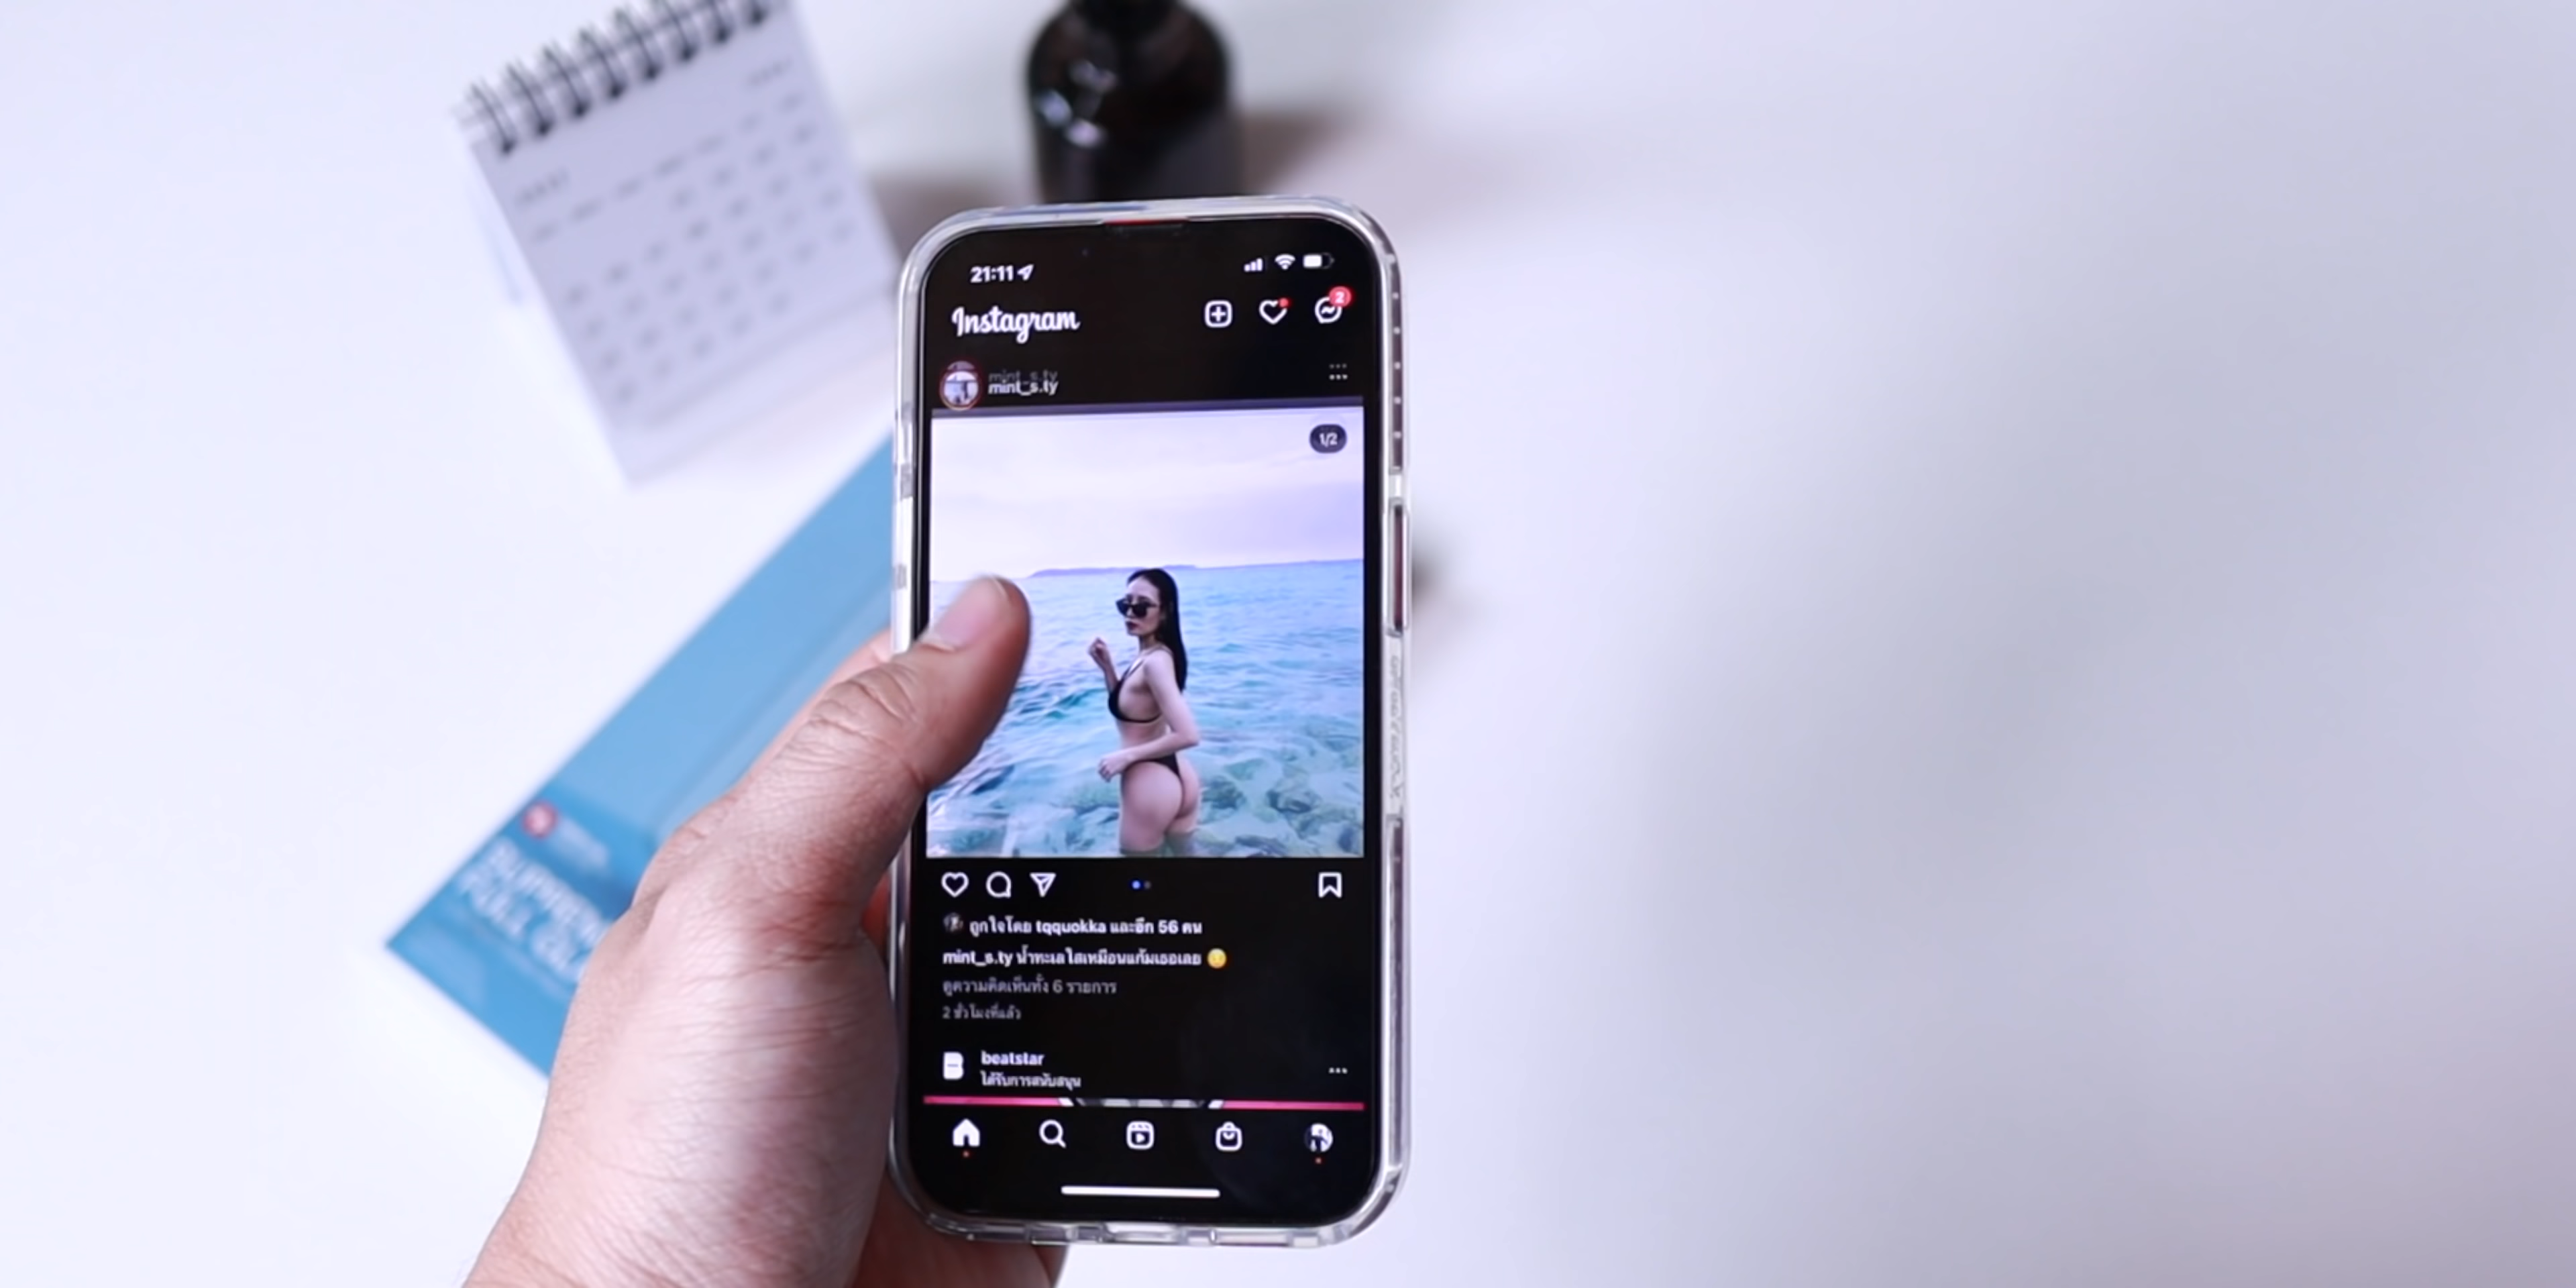 21:11
Instagram
2
mint_s.ty
mint_s.ty
1/2
ถูกใจโดย tqquokka และอีก 56 คน
mint_s.ty น้ำทะเลใสเหมือนแก้มเธอเลย
ดูความคิดเห็นทั้ง 6 รายการ
2 ชั่วโมงที่แล้ว
beatstar
ได้รับการสนับสนุน